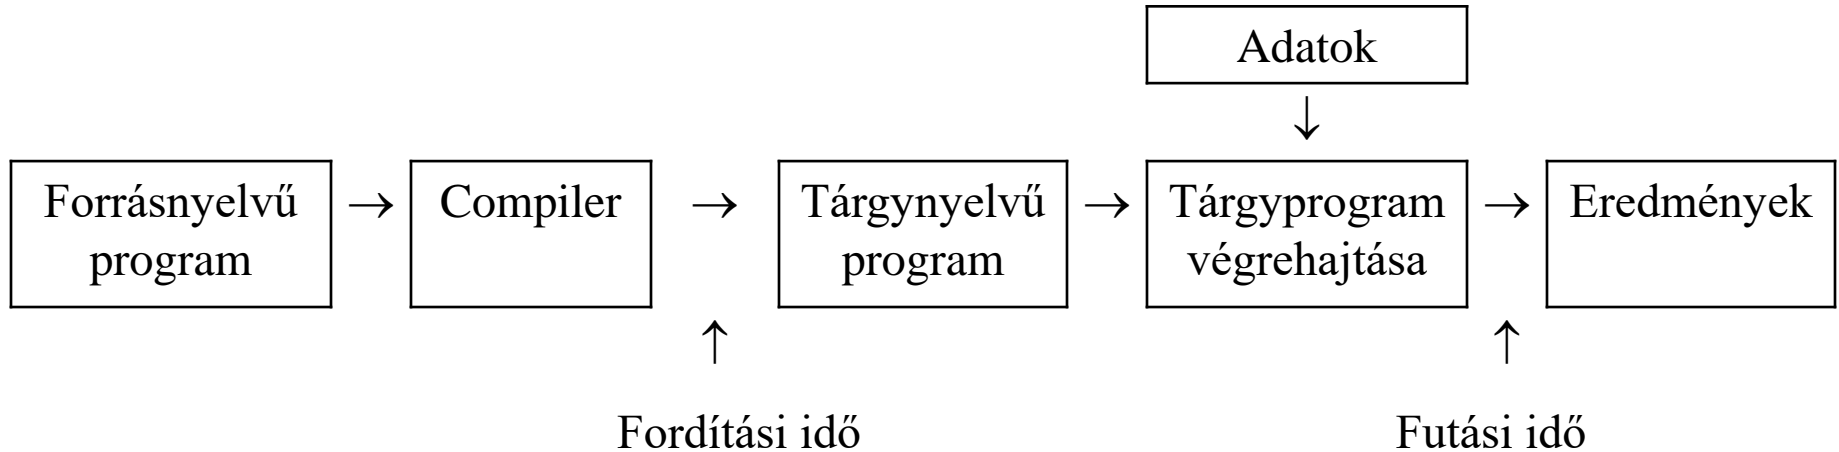 Adatok
↓
Forrásnyelvű program
→
Compiler
→
Tárgynyelvű program
→
Tárgyprogram végrehajtása
→
Eredmények
↑
Fordítási idő
↑
Futási idő